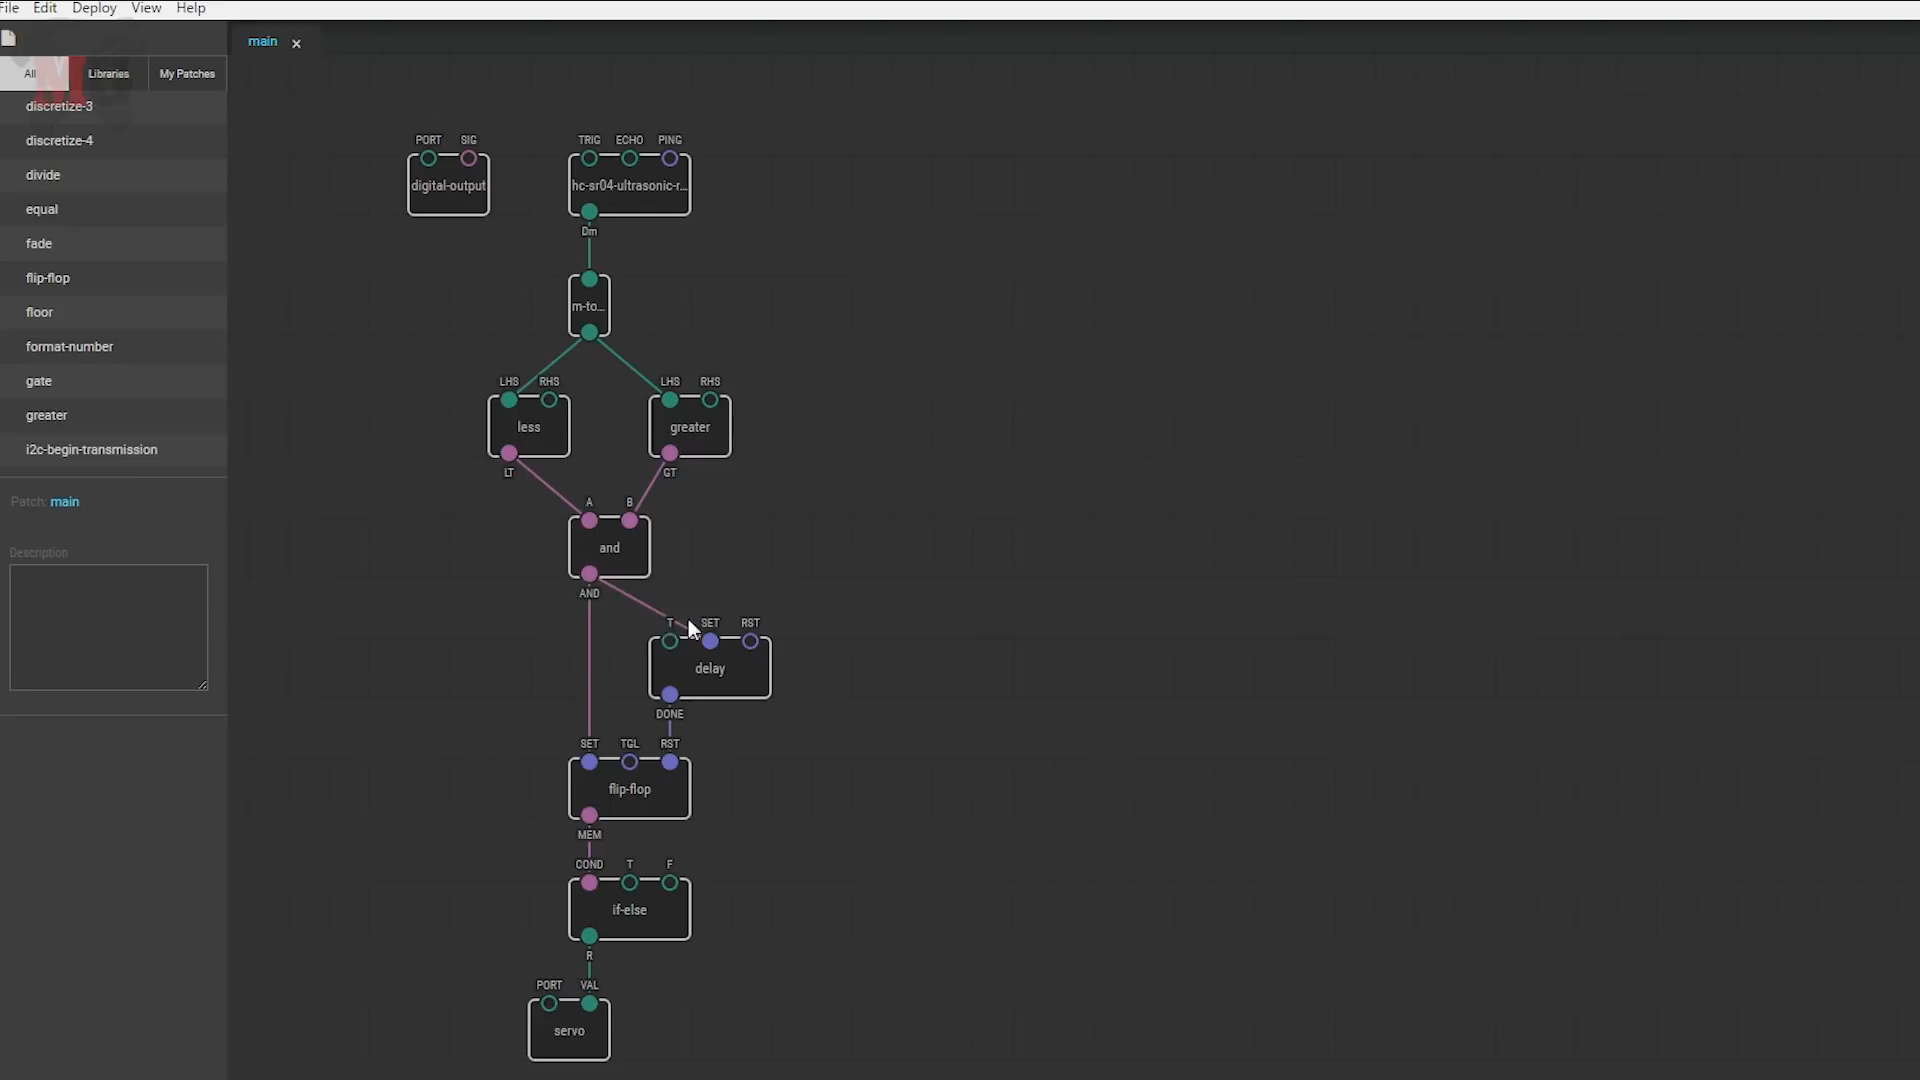 File Edit Deploy View Help
main x
All Libraries My Patches
discretize-3
discretize-4
divide
equal
fade
flip-flop
floor
format-number
gate
greater
i2c-begin-transmission
Patch: main
Description
PORT SIG
digital-output
TRIG ECHO PING
hc-sr04-ultrasonic-r...
Dm
m-to...
LHS RHS
less
LT
LHS RHS
greater
GT
A B
and
AND
T SET RST
delay
DONE
SET TGL RST
flip-flop
MEM
COND T F
if-else
R
PORT VAL
servo